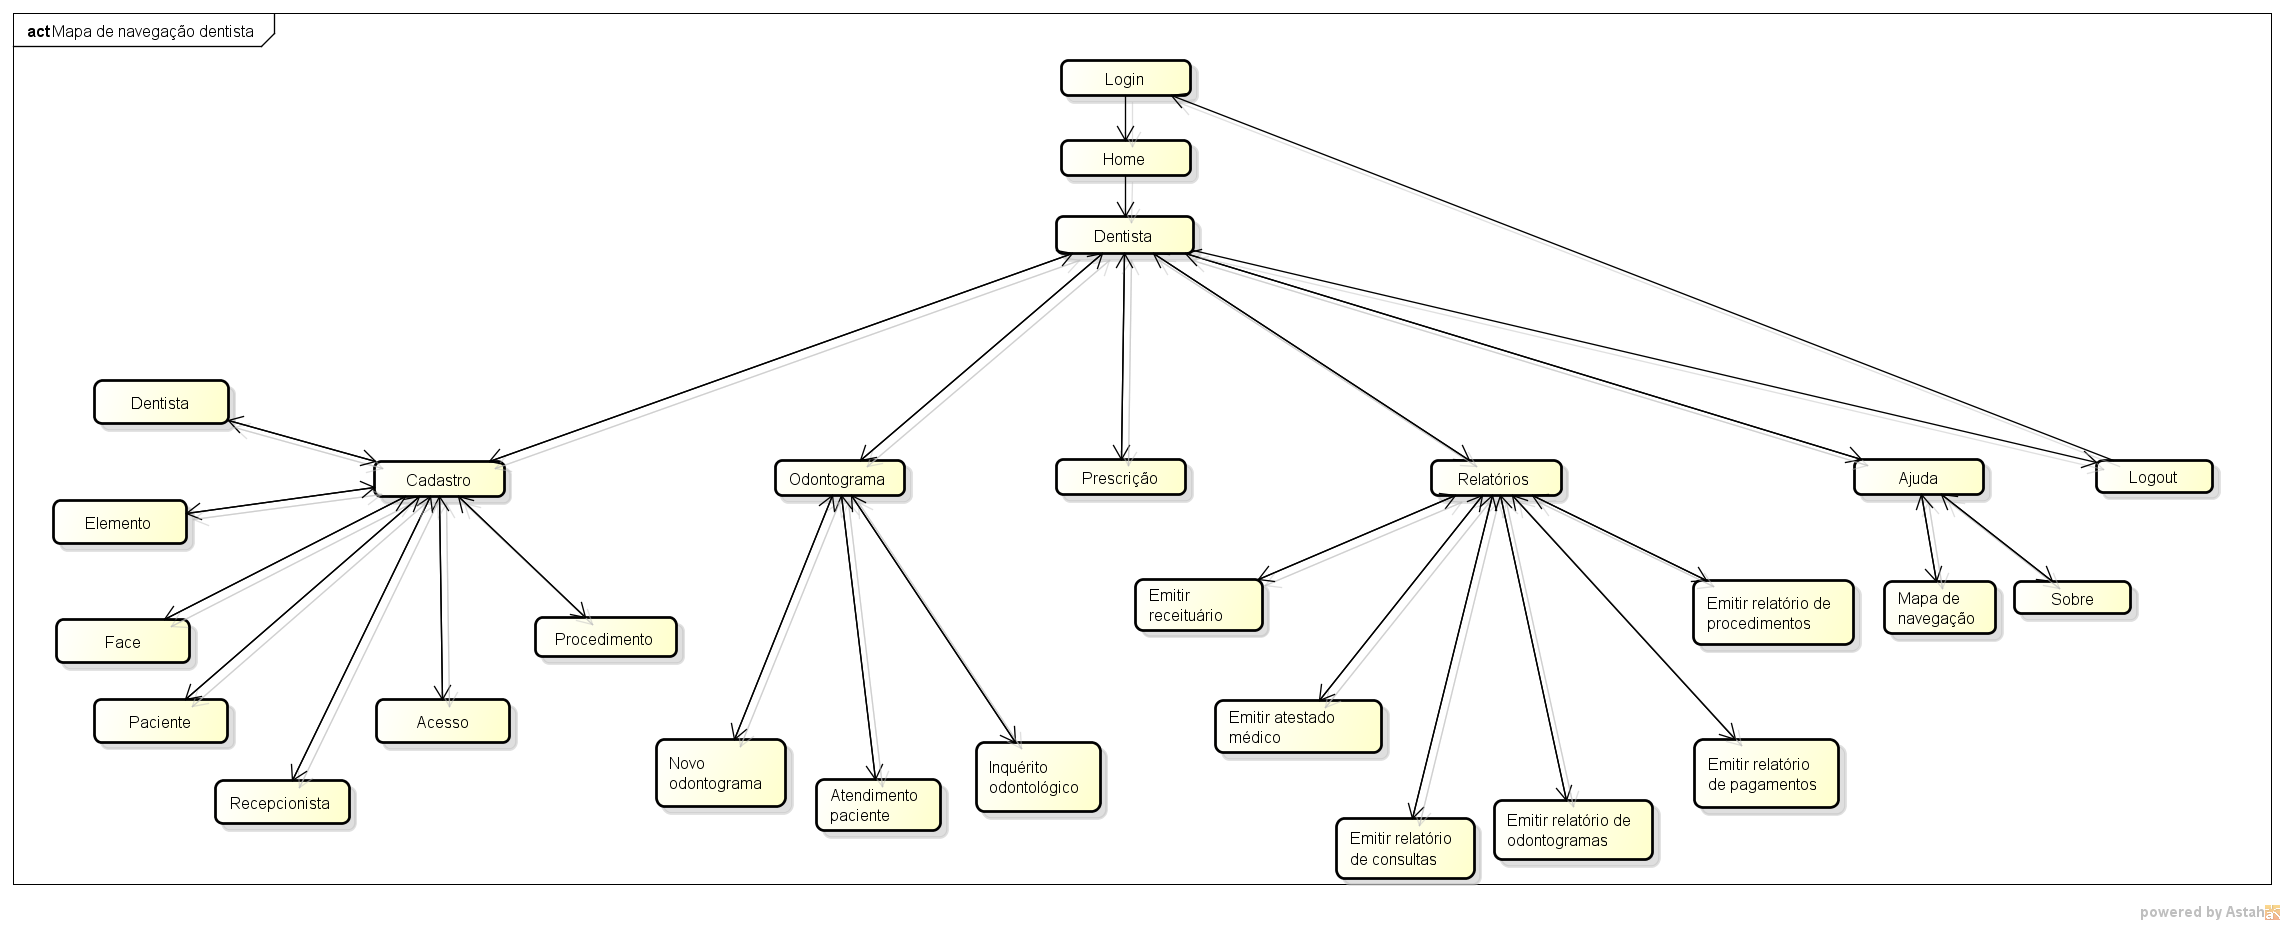 act Mapa de navegação dentista
Login
Home
Dentista
Dentista
Cadastro
Odontograma
Prescrição
Relatórios
Ajuda
Logout
Elemento
Face
Procedimento
Emitir
receituário
Emitir relatório de
procedimentos
Mapa de
navegação
Sobre
Paciente
Acesso
Emitir atestado
médico
Recepcionista
Novo
odontograma
Atendimento
paciente
Inquérito
odontológico
Emitir relatório
de pagamentos
Emitir relatório
de consultas
Emitir relatório de
odontogramas
powered by Astah